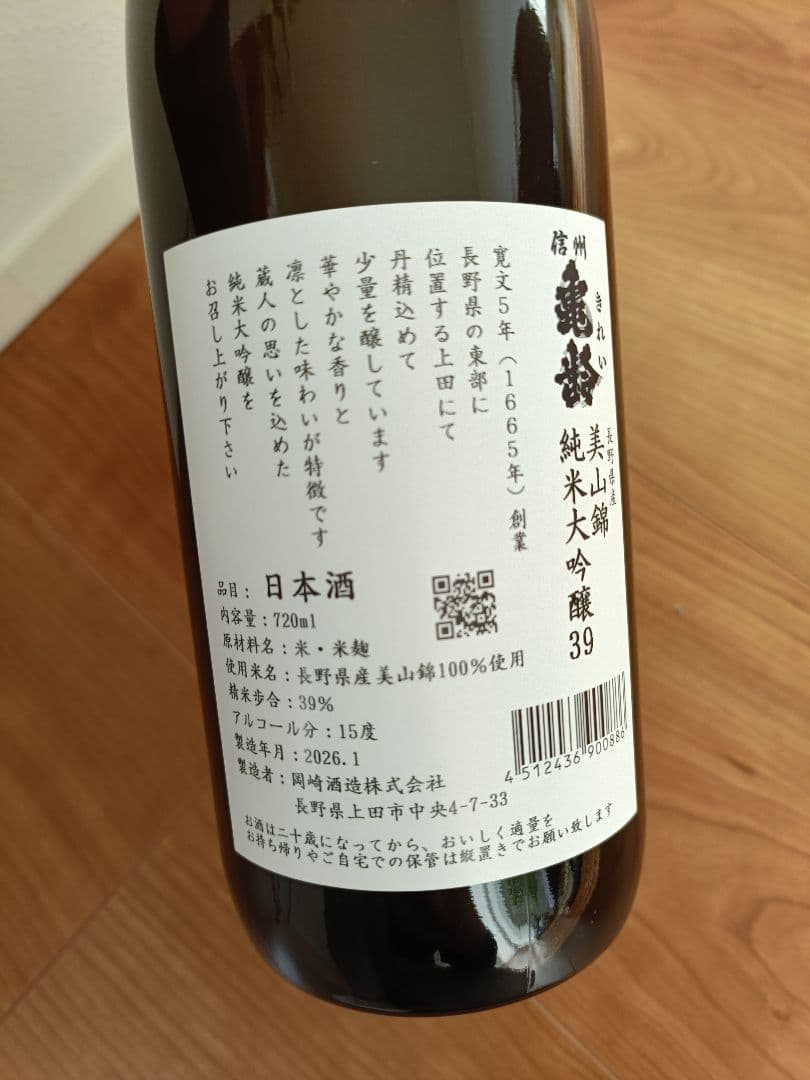 信州
亀齢
きれい
長野県産
美山錦
純米大吟醸39
寛文5年（1665年）創業
長野県の東部に
位置する上田にて
丹精込めて
少量を醸しています
華やかな香りと
凛とした味わいが特徴です
蔵人の思いを込めた
純米大吟醸を
お召し上がり下さい
品目：日本酒
内容量：720ml
原材料名：米・米麹
使用米名：長野県産美山錦100％使用
精米歩合：39％
アルコール分：15度
製造年月：2026.1
製造者：岡崎酒造株式会社
長野県上田市中央4-7-33
4 512436 900886
お酒は二十歳になってから、おいしく適量を
お持ち帰りやご自宅での保管は縦置きでお願い致します